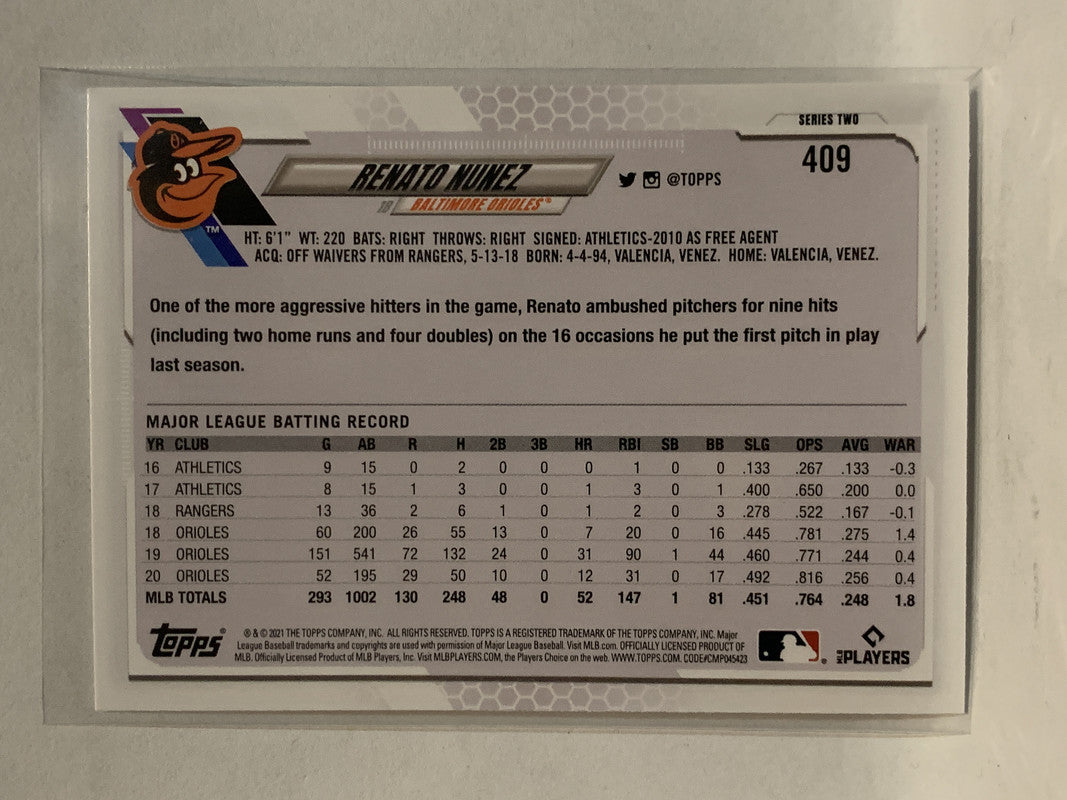 SERIES TWO
409
RENATO NUNEZ
@TOPPS
BALTIMORE ORIOLES®
TM
HT: 6'1" WT: 220 BATS: RIGHT THROWS: RIGHT SIGNED: ATHLETICS-2010 AS FREE AGENT
ACQ: OFF WAIVERS FROM RANGERS, 5-13-18 BORN: 4-4-94, VALENCIA, VENEZ. HOME: VALENCIA, VENEZ.
One of the more aggressive hitters in the game, Renato ambushed pitchers for nine hits
(including two home runs and four doubles) on the 16 occasions he put the first pitch in play
last season.
MAJOR LEAGUE BATTING RECORD
YR CLUB G AB R H 2B 3B HR RBI SB BB SLG OPS AVG WAR
16 ATHLETICS 9 15 0 2 0 0 0 1 0 0 .133 .267 .133 -0.3
17 ATHLETICS 8 15 1 3 0 0 1 3 0 1 .400 .650 .200 0.0
18 RANGERS 13 36 2 6 1 0 1 2 0 3 .278 .522 .167 -0.1
18 ORIOLES 60 200 26 55 13 0 7 20 0 16 .445 .781 .275 1.4
19 ORIOLES 151 541 72 132 24 0 31 90 1 44 .460 .771 .244 0.4
20 ORIOLES 52 195 29 50 10 0 12 31 0 17 .492 .816 .256 0.4
MLB TOTALS 293 1002 130 248 48 0 52 147 1 81 .451 .764 .248 1.8
Topps
® & © 2021 THE TOPPS COMPANY, INC. ALL RIGHTS RESERVED. TOPPS IS A REGISTERED TRADEMARK OF THE TOPPS COMPANY, INC. Major
League Baseball trademarks and copyrights are used with permission of Major League Baseball. Visit MLB.com. OFFICIALLY LICENSED PRODUCT OF
MLB. Officially Licensed Product of MLB Players, Inc. Visit MLBPLAYERS.COM, the Players Choice on the web. WWW.TOPPS.COM. CODE#CMP045423
MLB PLAYERS